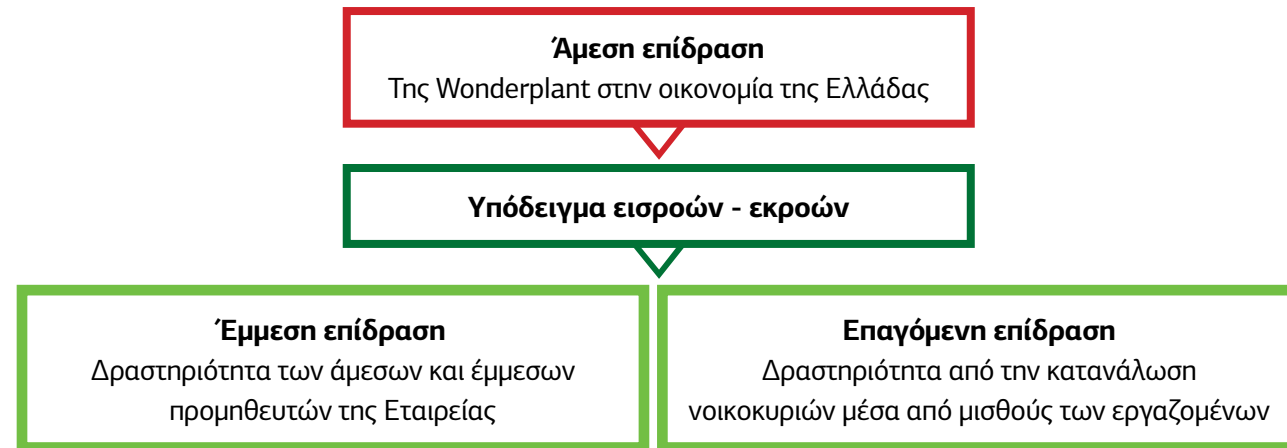 Άμεση επίδραση
Της Wonderplant στην οικονομία της Ελλάδας
Υπόδειγμα εισροών - εκροών
Έμμεση επίδραση
Δραστηριότητα των άμεσων και έμμεσων
προμηθευτών της Εταιρείας
Επαγόμενη επίδραση
Δραστηριότητα από την κατανάλωση
νοικοκυριών μέσα από μισθούς των εργαζομένων